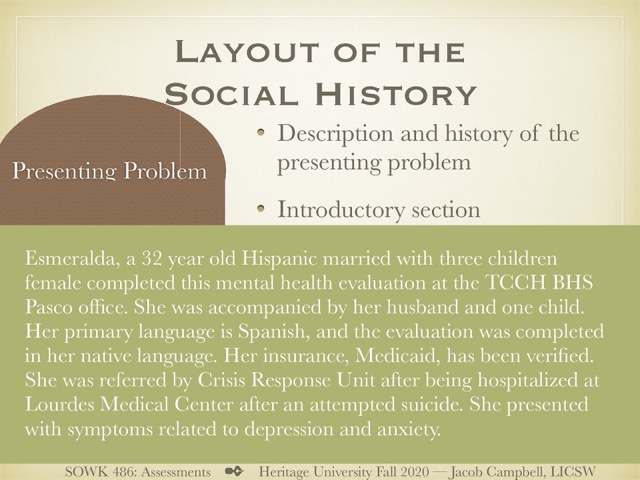 Layout of the
Social History
Presenting Problem
• Description and history of the
presenting problem
• Introductory section
Esmeralda, a 32 year old Hispanic married with three children
female completed this mental health evaluation at the TCCH BHS
Pasco office. She was accompanied by her husband and one child.
Her primary language is Spanish, and the evaluation was completed
in her native language. Her insurance, Medicaid, has been verified.
She was referred by Crisis Response Unit after being hospitalized at
Lourdes Medical Center after an attempted suicide. She presented
with symptoms related to depression and anxiety.
SOWK 486: Assessments Heritage University Fall 2020 — Jacob Campbell, LICSW